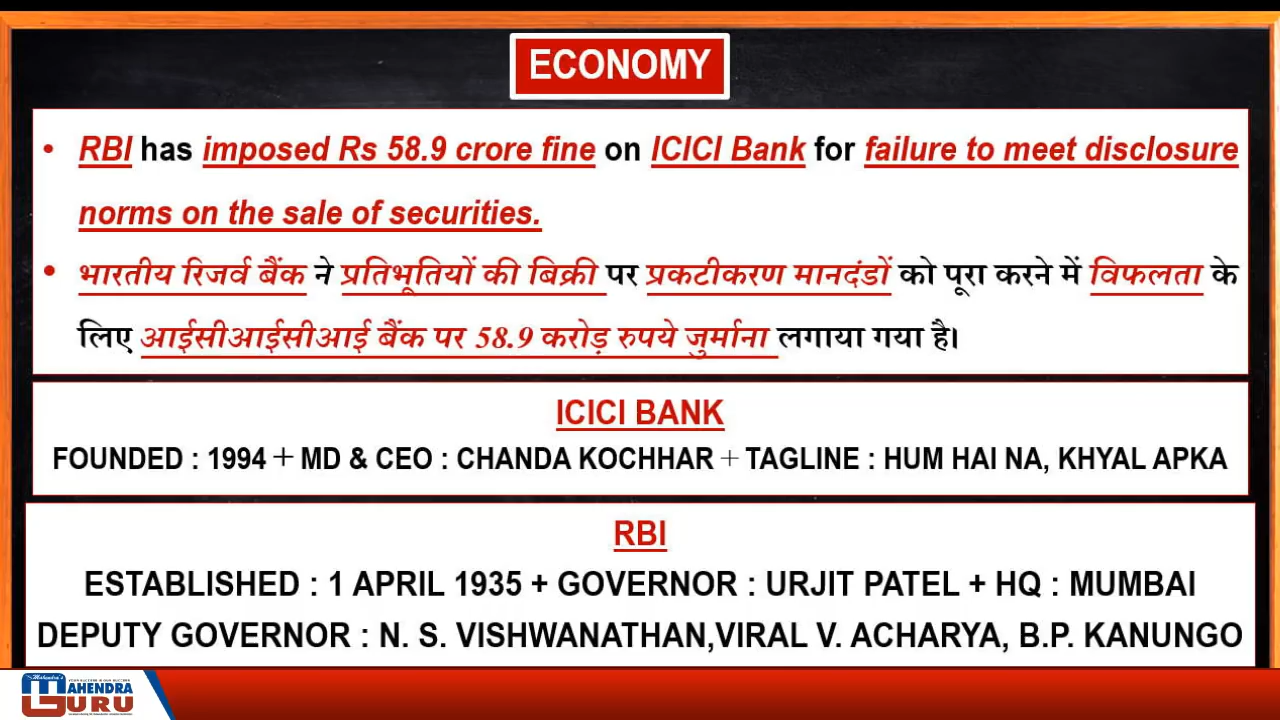 ECONOMY
• RBI has imposed Rs 58.9 crore fine on ICICI Bank for failure to meet disclosure
norms on the sale of securities.
• भारतीय रिजर्व बैंक ने प्रतिभूतियों की बिक्री पर प्रकटीकरण मानदंडों को पूरा करने में विफलता के
लिए आईसीआईसीआई बैंक पर 58.9 करोड़ रुपये जुर्माना लगाया गया है।
ICICI BANK
FOUNDED : 1994 + MD & CEO : CHANDA KOCHHAR + TAGLINE : HUM HAI NA, KHYAL APKA
RBI
ESTABLISHED : 1 APRIL 1935 + GOVERNOR : URJIT PATEL + HQ : MUMBAI
DEPUTY GOVERNOR : N. S. VISHWANATHAN,VIRAL V. ACHARYA, B.P. KANUNGO
Mahendra's
MAHENDRA
GURU